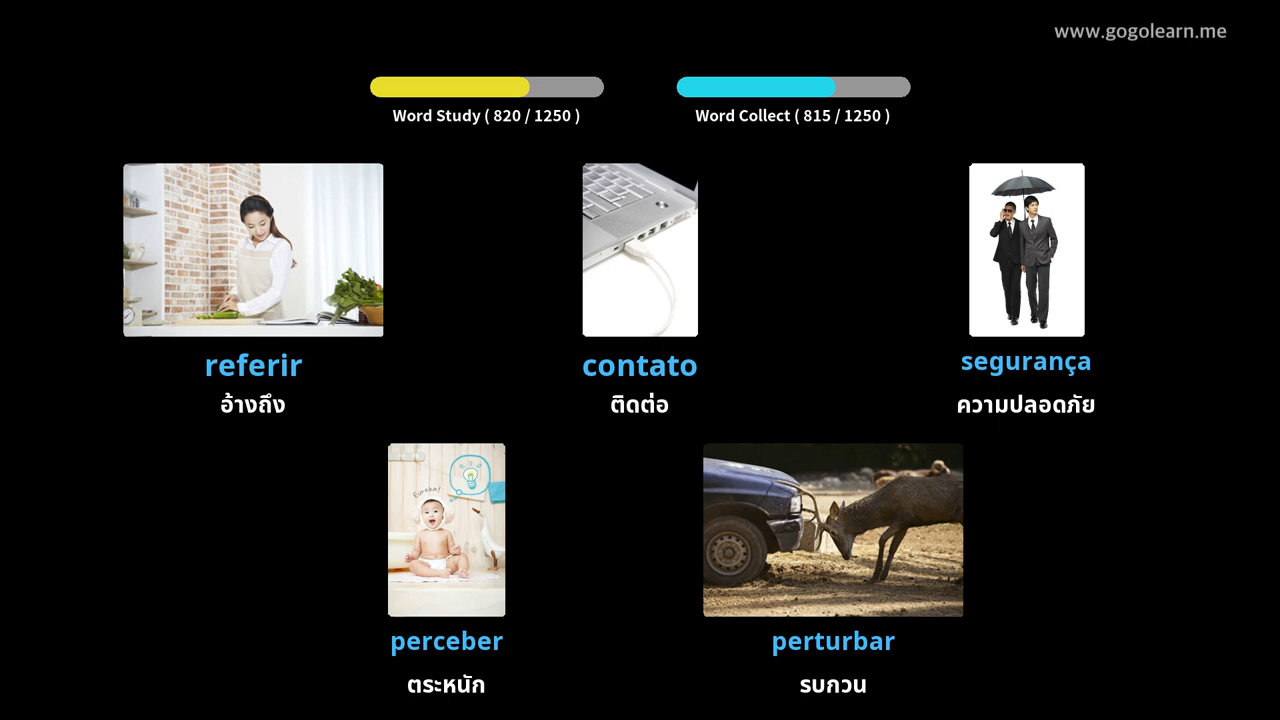 www.gogolearn.me
Word Study ( 820 / 1250 )
Word Collect ( 815 / 1250 )
referir
อ้างถึง
contato
ติดต่อ
segurança
ความปลอดภัย
Eureka!
perceber
ตระหนัก
perturbar
รบกวน